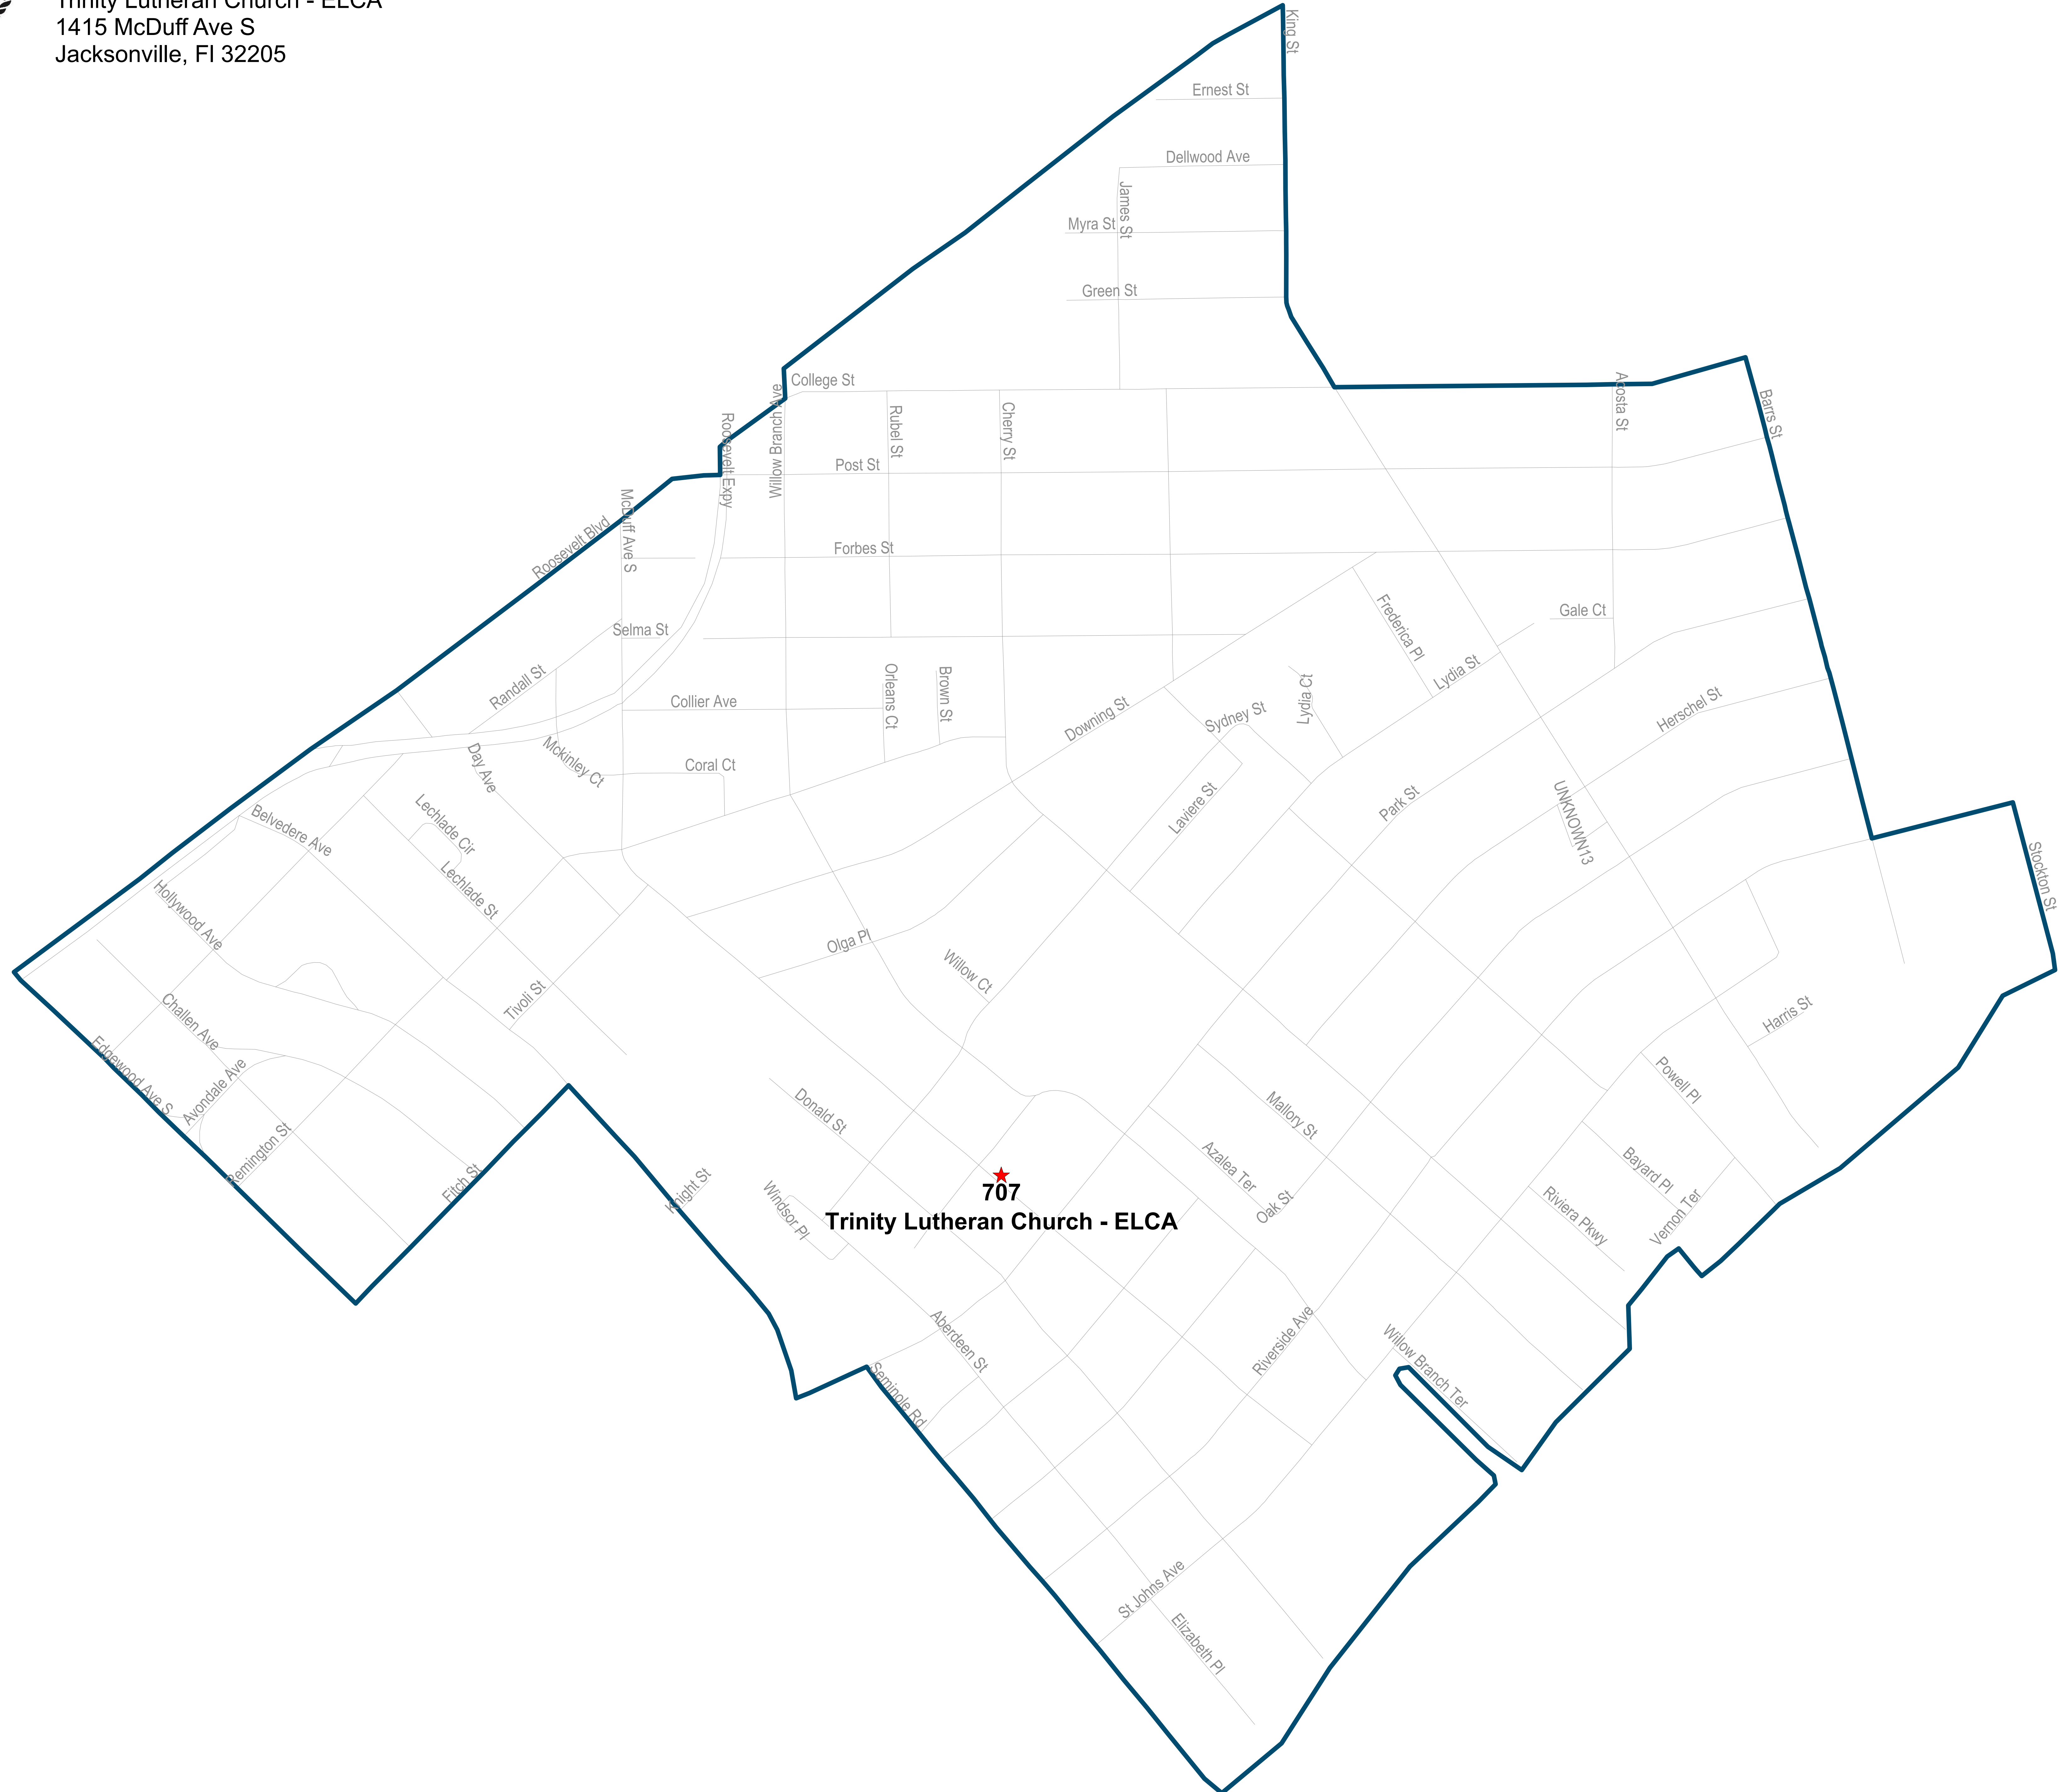 Trinity Lutheran Church - ELCA
1415 McDuff Ave S
Jacksonville, Fl 32205
King St
Ernest St
Dellwood Ave
James St
Myra St
Green St
College St
Acosta St
Barrs St
Willow Branch Ave
Rubel St
Cherry St
Roosevelt Expy
Post St
McDuff Ave S
Roosevelt Blvd
Forbes St
Frederica Pl
Gale Ct
Selma St
Randall St
Collier Ave
Orleans Ct
Brown St
Downing St
Sydney St
Lydia Ct
Lydia St
Herschel St
Mckinley Ct
Day Ave
Coral Ct
Laviere St
Park St
UNKNOWN13
Belvedere Ave
Lechlade Cir
Lechlade St
Stockton St
Hollywood Ave
Olga Pl
Willow Ct
Tivoli St
Challen Ave
Harris St
Edgewood Ave S
Avondale Ave
Donald St
Mallory St
Powell Pl
Remington St
Fitch St
Knight St
Windsor Pl
Azalea Ter
Oak St
Bayard Pl
Vernon Ter
Riviera Pkwy
707
Trinity Lutheran Church - ELCA
Aberdeen St
Riverside Ave
Willow Branch Ter
Seminole Rd
St Johns Ave
Elizabeth Pl